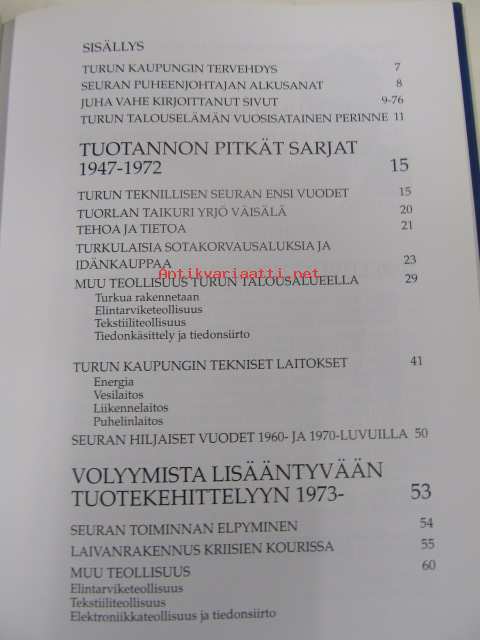 SISÄLLYS
TURUN KAUPUNGIN TERVEHDYS 7
SEURAN PUHEENJOHTAJAN ALKUSANAT 8
JUHA VAHE KIRJOITTANUT SIVUT 9-76
TURUN TALOUSELÄMÄN VUOSISATAINEN PERINNE 11
TUOTANNON PITKÄT SARJAT
1947-1972 15
TURUN TEKNILLISEN SEURAN ENSI VUODET 15
TUORLAN TAIKURI YRJÖ VÄISÄLÄ 20
TEHOA JA TIETOA 21
TURKULAISIA SOTAKORVAUSALUKSIA JA
IDÄNKAUPPAA 23
Antikvariaatti.net
MUU TEOLLISUUS TURUN TALOUSALUEELLA 29
Turkua rakennetaan
Elintarviketeollisuus
Tekstiiliteollisuus
Tiedonkäsittely ja tiedonsiirto
TURUN KAUPUNGIN TEKNISET LAITOKSET 41
Energia
Vesilaitos
Liikennelaitos
Puhelinlaitos
SEURAN HILJAISET VUODET 1960- JA 1970-LUVUILLA 50
VOLYYMISTA LISÄÄNTYVÄÄN
TUOTEKEHITTELYYN 1973- 53
SEURAN TOIMINNAN ELPYMINEN 54
LAIVANRAKENNUS KRIISIEN KOURISSA 55
MUU TEOLLISUUS 60
Elintarviketeollisuus
Tekstiiliteollisuus
Elektroniikkateollisuus ja tiedonsiirto